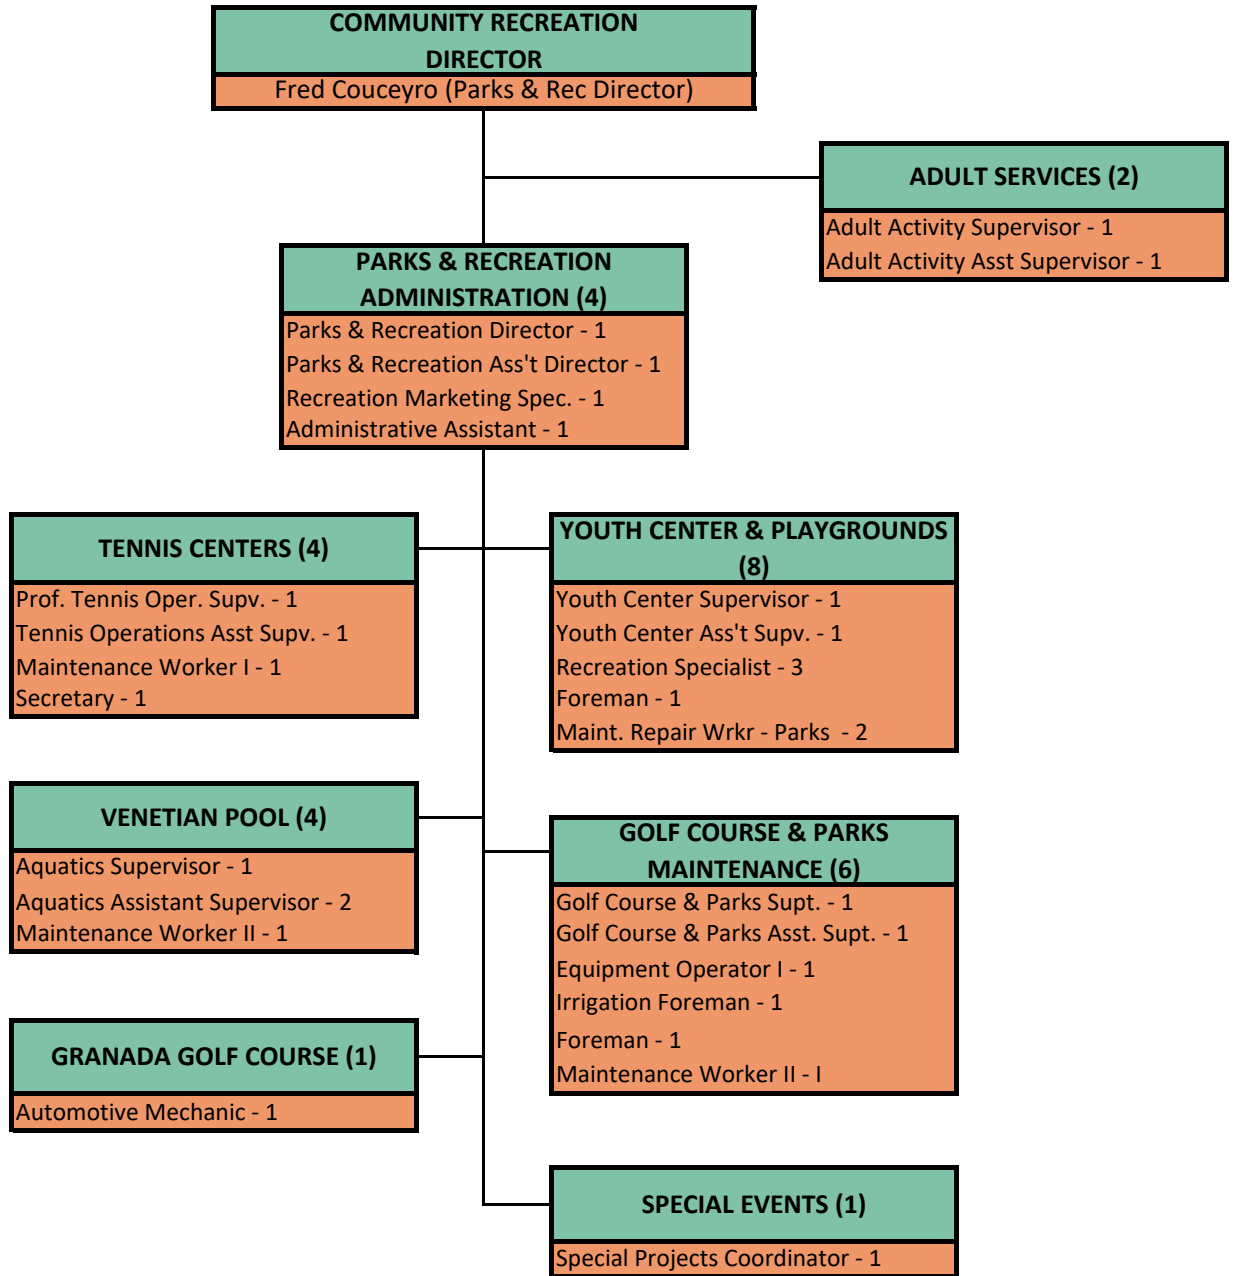 COMMUNITY RECREATION
DIRECTOR
Fred Couceyro (Parks & Rec Director)
ADULT SERVICES (2)
Adult Activity Supervisor - 1
Adult Activity Asst Supervisor - 1
PARKS & RECREATION
ADMINISTRATION (4)
Parks & Recreation Director - 1
Parks & Recreation Ass't Director - 1
Recreation Marketing Spec. - 1
Administrative Assistant - 1
TENNIS CENTERS (4)
Prof. Tennis Oper. Supv. - 1
Tennis Operations Asst Supv. - 1
Maintenance Worker I - 1
Secretary - 1
YOUTH CENTER & PLAYGROUNDS
(8)
Youth Center Supervisor - 1
Youth Center Ass't Supv. - 1
Recreation Specialist - 3
Foreman - 1
Maint. Repair Wrkr - Parks  - 2
VENETIAN POOL (4)
Aquatics Supervisor - 1
Aquatics Assistant Supervisor - 2
Maintenance Worker II - 1
GOLF COURSE & PARKS
MAINTENANCE (6)
Golf Course & Parks Supt. - 1
Golf Course & Parks Asst. Supt. - 1
Equipment Operator I - 1
Irrigation Foreman - 1
Foreman - 1
Maintenance Worker II - I
GRANADA GOLF COURSE (1)
Automotive Mechanic - 1
SPECIAL EVENTS (1)
Special Projects Coordinator - 1